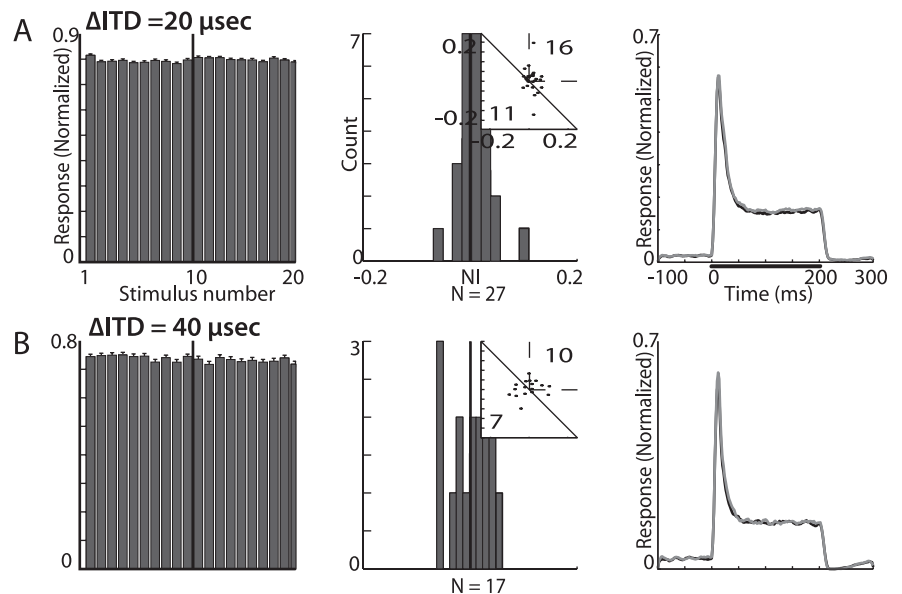 A
ΔITD =20 µsec
0.9
Response (Normalized)
0
1
10
20
Stimulus number
7
Count
0
-0.2
NI
0.2
N = 27
0.2
-0.2
16
11
-0.2
0.2
0.7
Response (Normalized)
0
-100
0
100
200
300
Time (ms)
B
ΔITD = 40 µsec
0.8
0
3
0
N = 17
10
7
0.7
Response (Normalized)
0